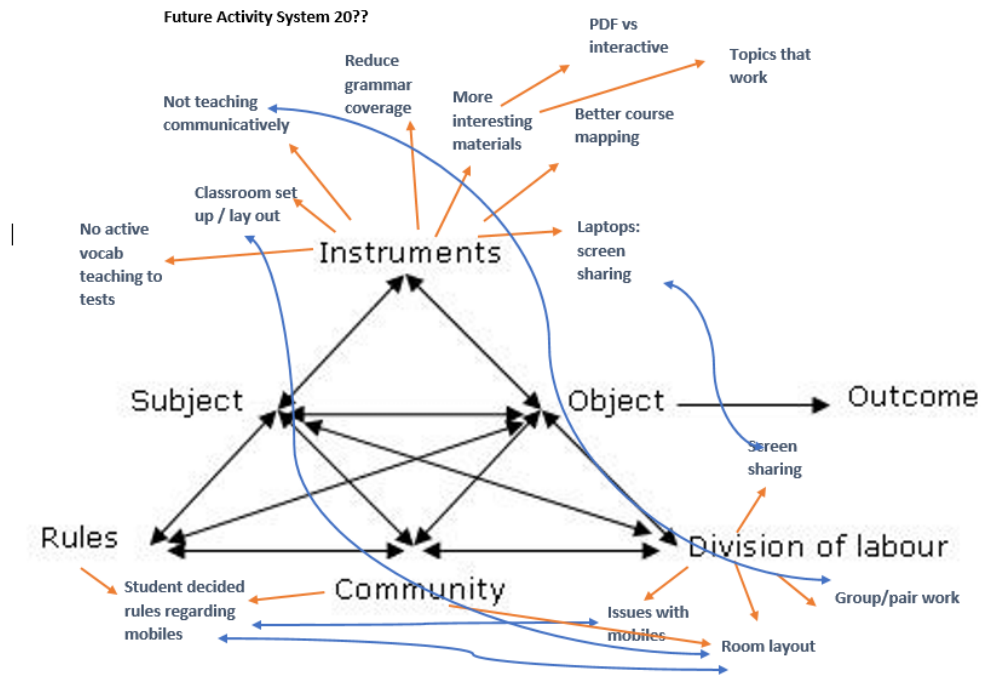 Future Activity System 20??
PDF vs
interactive
Topics that
work
Reduce
grammar
coverage
More
interesting
materials
Not teaching
communicatively
Better course
mapping
Classroom set
up / lay out
No active
vocab
teaching to
tests
Laptops:
screen
sharing
Instruments
Subject
Object
Outcome
Screen
sharing
Rules
Division of labour
Community
Student decided
rules regarding
mobiles
Issues with
mobiles
Group/pair work
Room layout